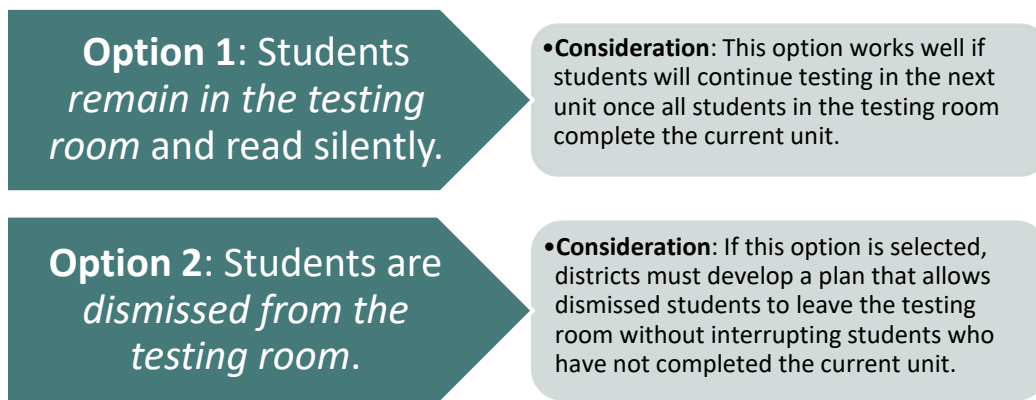 Option 1: Students
remain in the testing
room and read silently.
•Consideration: This option works well if
students will continue testing in the next
unit once all students in the testing room
complete the current unit.
Option 2: Students are
dismissed from the
testing room.
•Consideration: If this option is selected,
districts must develop a plan that allows
dismissed students to leave the testing
room without interrupting students who
have not completed the current unit.